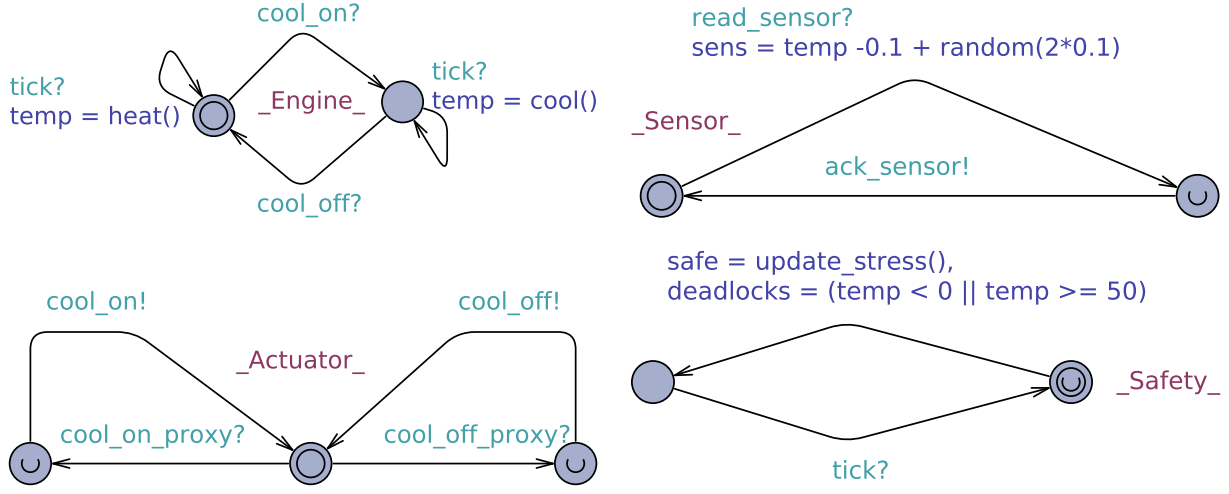 cool_on?
tick?
temp = heat()
_Engine_
tick?
temp = cool()
cool_off?
read_sensor?
sens = temp -0.1 + random(2*0.1)
_Sensor_
ack_sensor!
cool_on!
cool_off!
_Actuator_
cool_on_proxy?
cool_off_proxy?
safe = update_stress(),
deadlocks = (temp < 0 || temp >= 50)
_Safety_
tick?